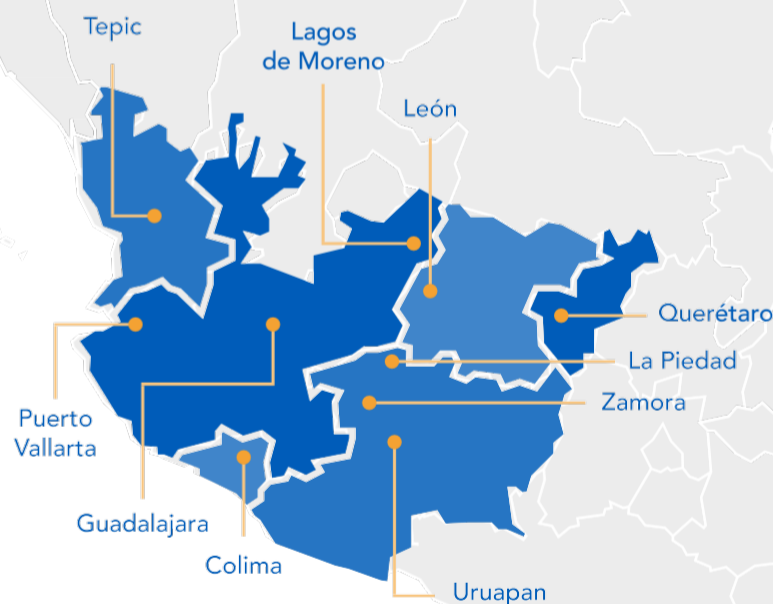 Tepic
Lagos
de Moreno
León
Querétaro
La Piedad
Zamora
Puerto
Vallarta
Guadalajara
Colima
Uruapan